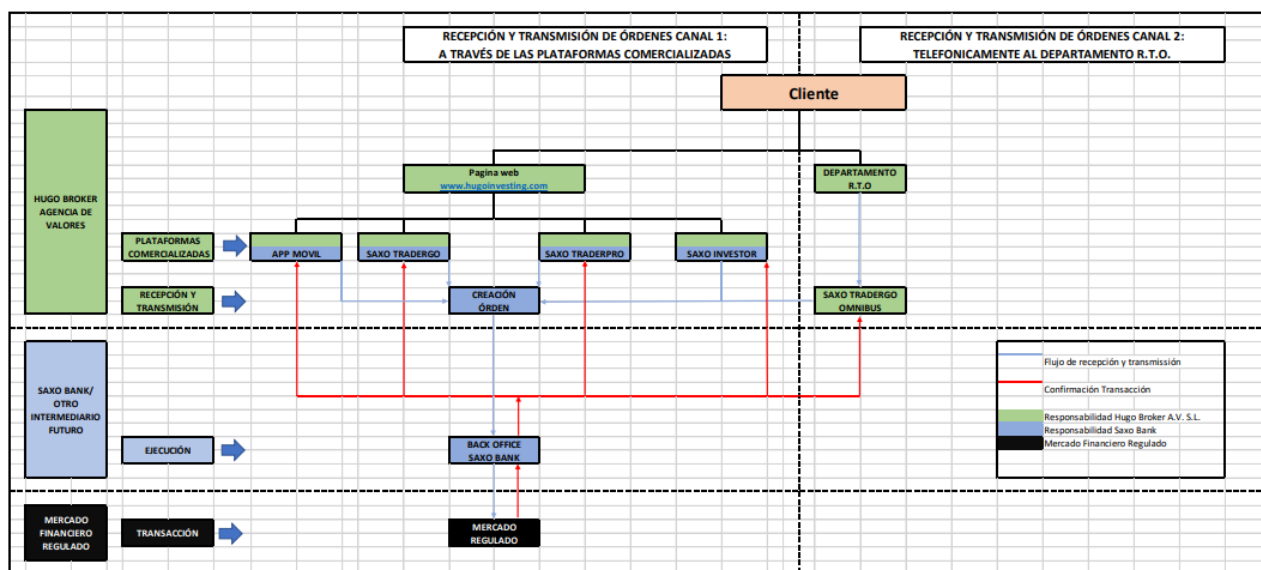 RECEPCIÓN Y TRANSMISIÓN DE ÓRDENES CANAL 1:
A TRAVÉS DE LAS PLATAFORMAS COMERCIALIZADAS
RECEPCIÓN Y TRANSMISIÓN DE ÓRDENES CANAL 2:
TELEFONICAMENTE AL DEPARTAMENTO R.T.O.
Cliente
HUGO BROKER
AGENCIA DE
VALORES
Pagina web
www.hugoinvesting.com
DEPARTAMENTO
R.T.O
PLATAFORMAS
COMERCIALIZADAS
APP MOVIL
SAXO TRADERGO
SAXO TRADERPRO
SAXO INVESTOR
RECEPCIÓN Y
TRANSMISIÓN
CREACIÓN
ÓRDEN
SAXO TRADERGO
OMNIBUS
SAXO BANK/
OTRO
INTERMEDIARIO
FUTURO
Flujo de recepción y transmissión
Confirmación Transacción
Responsabilidad Hugo Broker A.V. S.L.
Responsabilidad Saxo Bank
Mercado Financiero Regulado
EJECUCIÓN
BACK OFFICE
SAXO BANK
MERCADO
FINANCIERO
REGULADO
TRANSACCIÓN
MERCADO
REGULADO